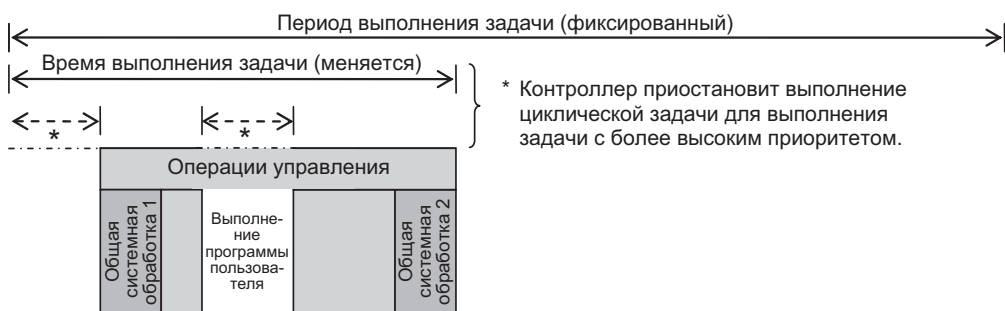 Период выполнения задачи (фиксированный)
Время выполнения задачи (меняется)
* Контроллер приостановит выполнение
циклической задачи для выполнения
задачи с более высоким приоритетом.
*
*
Операции управления
Общая
системная
обработка 1
Выполне-
ние
программы
пользова-
теля
Общая
системная
обработка 2